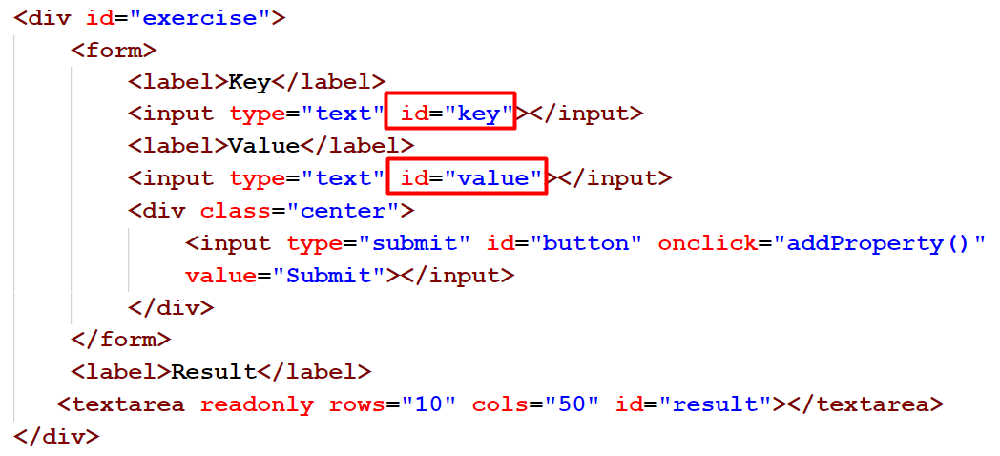 <div id="exercise">
<form>
<label>Key</label>
<input type="text" id="key"></input>
<label>Value</label>
<input type="text" id="value"></input>
<div class="center">
<input type="submit" id="button" onclick="addProperty()"
value="Submit"></input>
</div>
</form>
<label>Result</label>
<textarea readonly rows="10" cols="50" id="result"></textarea>
</div>